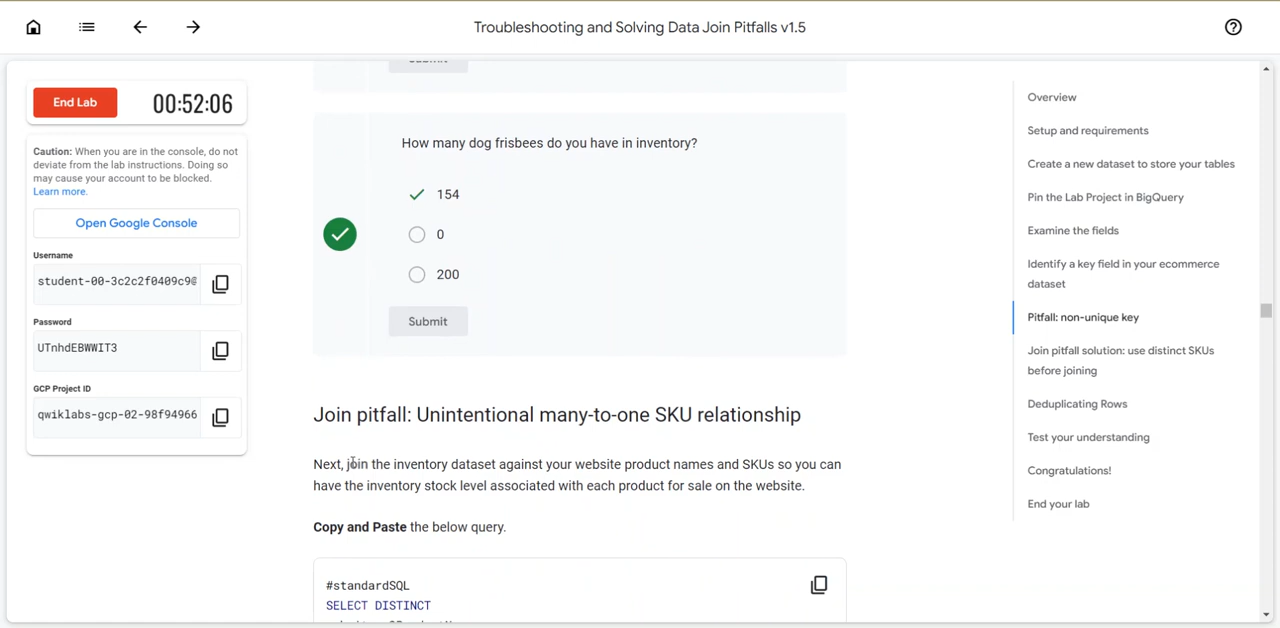 Troubleshooting and Solving Data Join Pitfalls v1.5
End Lab
00:52:06
Caution: When you are in the console, do not
deviate from the lab instructions. Doing so
may cause your account to be blocked.
Learn more.
Open Google Console
Username
student-00-3c2c2f0409c9@
Password
UTnhdEBWWIT3
GCP Project ID
qwiklabs-gcp-02-98f94966
How many dog frisbees do you have in inventory?
154
0
200
Submit
Join pitfall: Unintentional many-to-one SKU relationship
Next, join the inventory dataset against your website product names and SKUs so you can
have the inventory stock level associated with each product for sale on the website.
Copy and Paste the below query.
#standardSQL
SELECT DISTINCT
Overview
Setup and requirements
Create a new dataset to store your tables
Pin the Lab Project in BigQuery
Examine the fields
Identify a key field in your ecommerce
dataset
Pitfall: non-unique key
Join pitfall solution: use distinct SKUs
before joining
Deduplicating Rows
Test your understanding
Congratulations!
End your lab